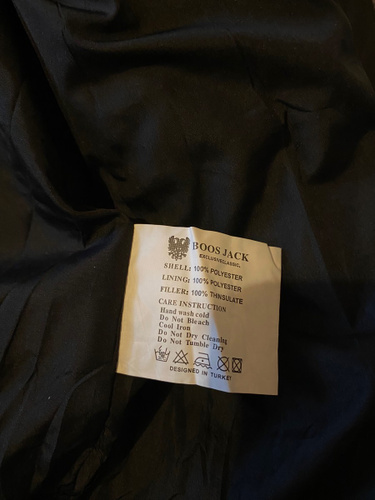 BOOS JACK
EXCLUSIVECLASSIC.
SHELL: 100% POLYESTER
LINING: 100% POLYESTER
FILLER: 100% THINSULATE
CARE INSTRUCTION
Hand wash cold
Do Not Bleach
Cool Iron
Do Not Dry Cleaning
Do Not Tumble Dry
DESIGNED IN TURKEY